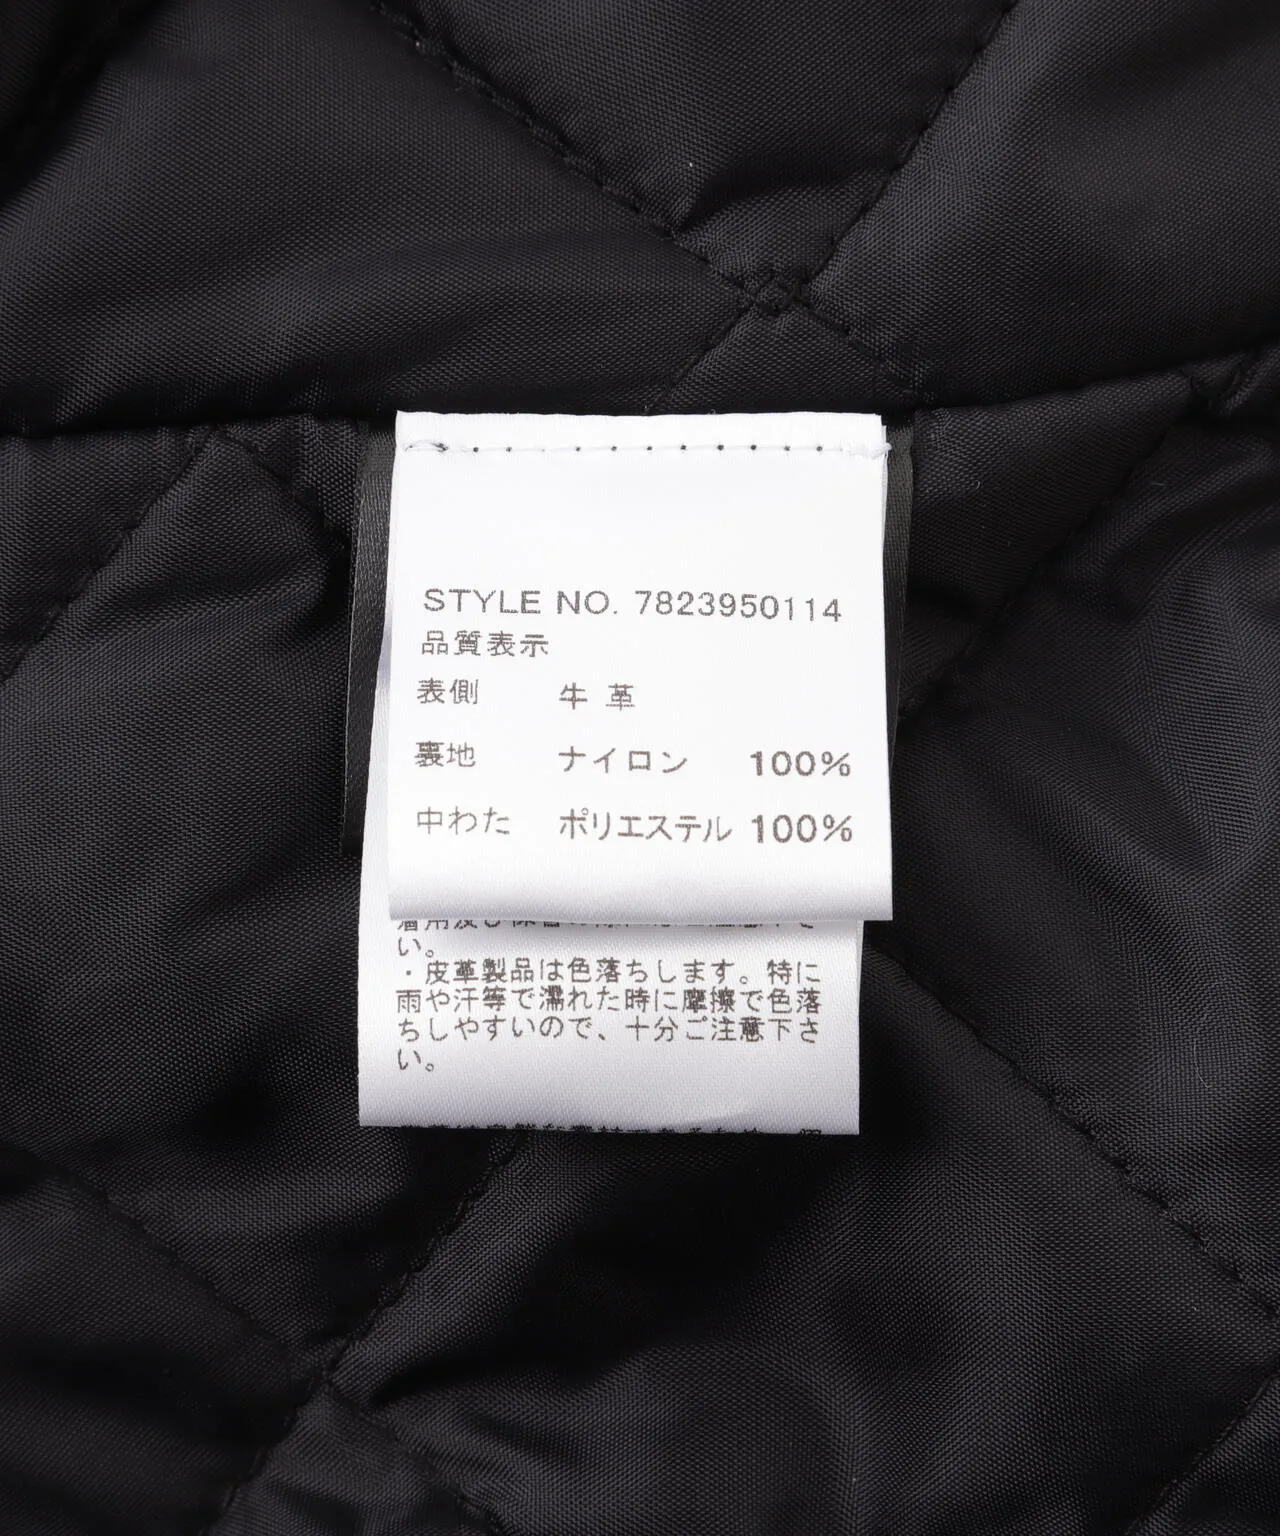 STYLE NO. 7823950114
品質表示
表側 牛革
裏地 ナイロン 100%
中わた ポリエステル 100%
い。
・皮革製品は色落ちします。特に
雨や汗等で濡れた時に摩擦で色落
ちしやすいので、十分ご注意下さ
い。